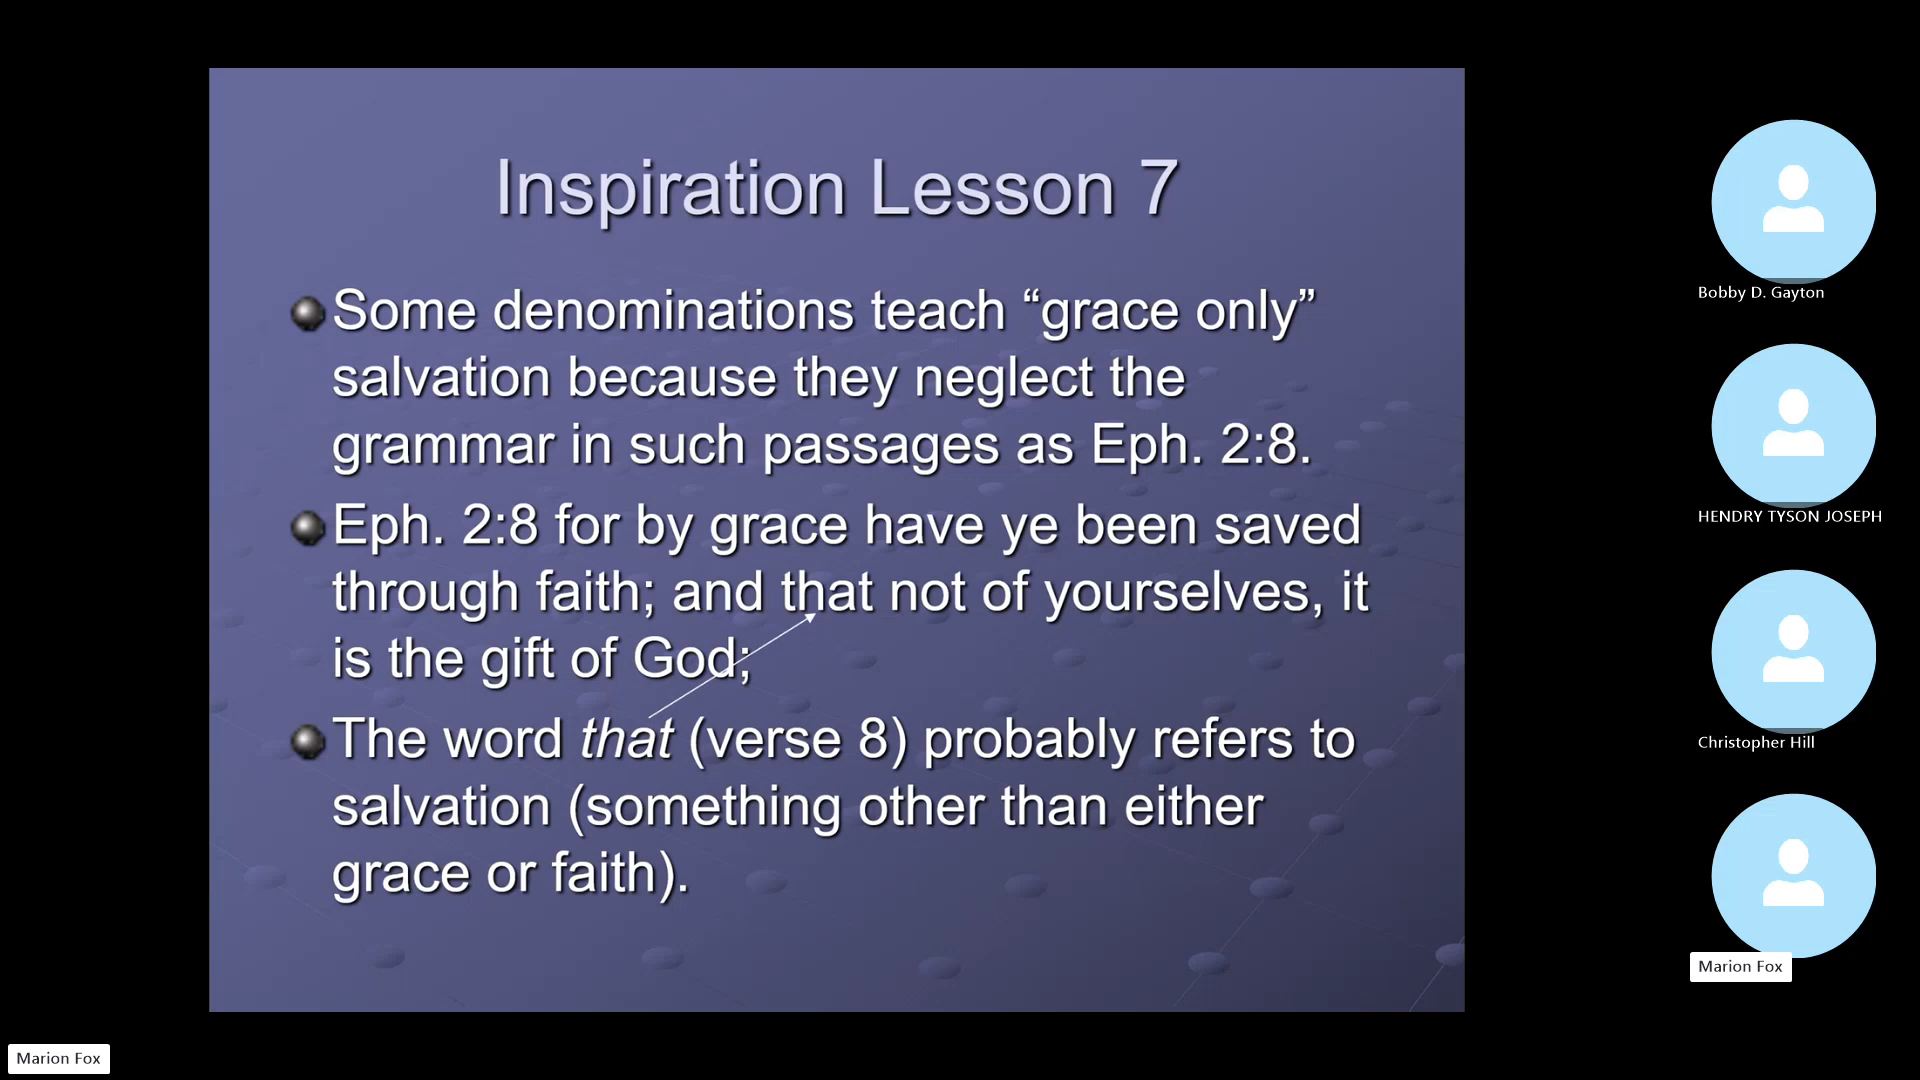 Inspiration Lesson 7
Some denominations teach “grace only”
salvation because they neglect the
grammar in such passages as Eph. 2:8.
Eph. 2:8 for by grace have ye been saved
through faith; and that not of yourselves, it
is the gift of God;
The word that (verse 8) probably refers to
salvation (something other than either
grace or faith).
Bobby D. Gayton
HENDRY TYSON JOSEPH
Christopher Hill
Marion Fox
Marion Fox